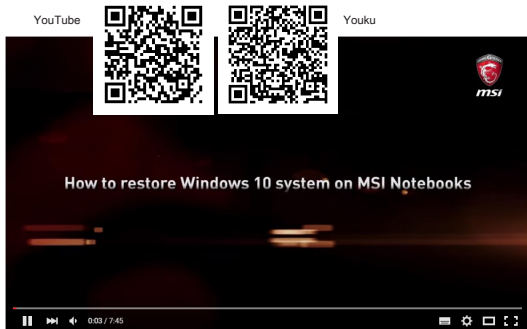 YouTube
Youku
msi
How to restore Windows 10 system on MSI Notebooks
0:03 / 7:45